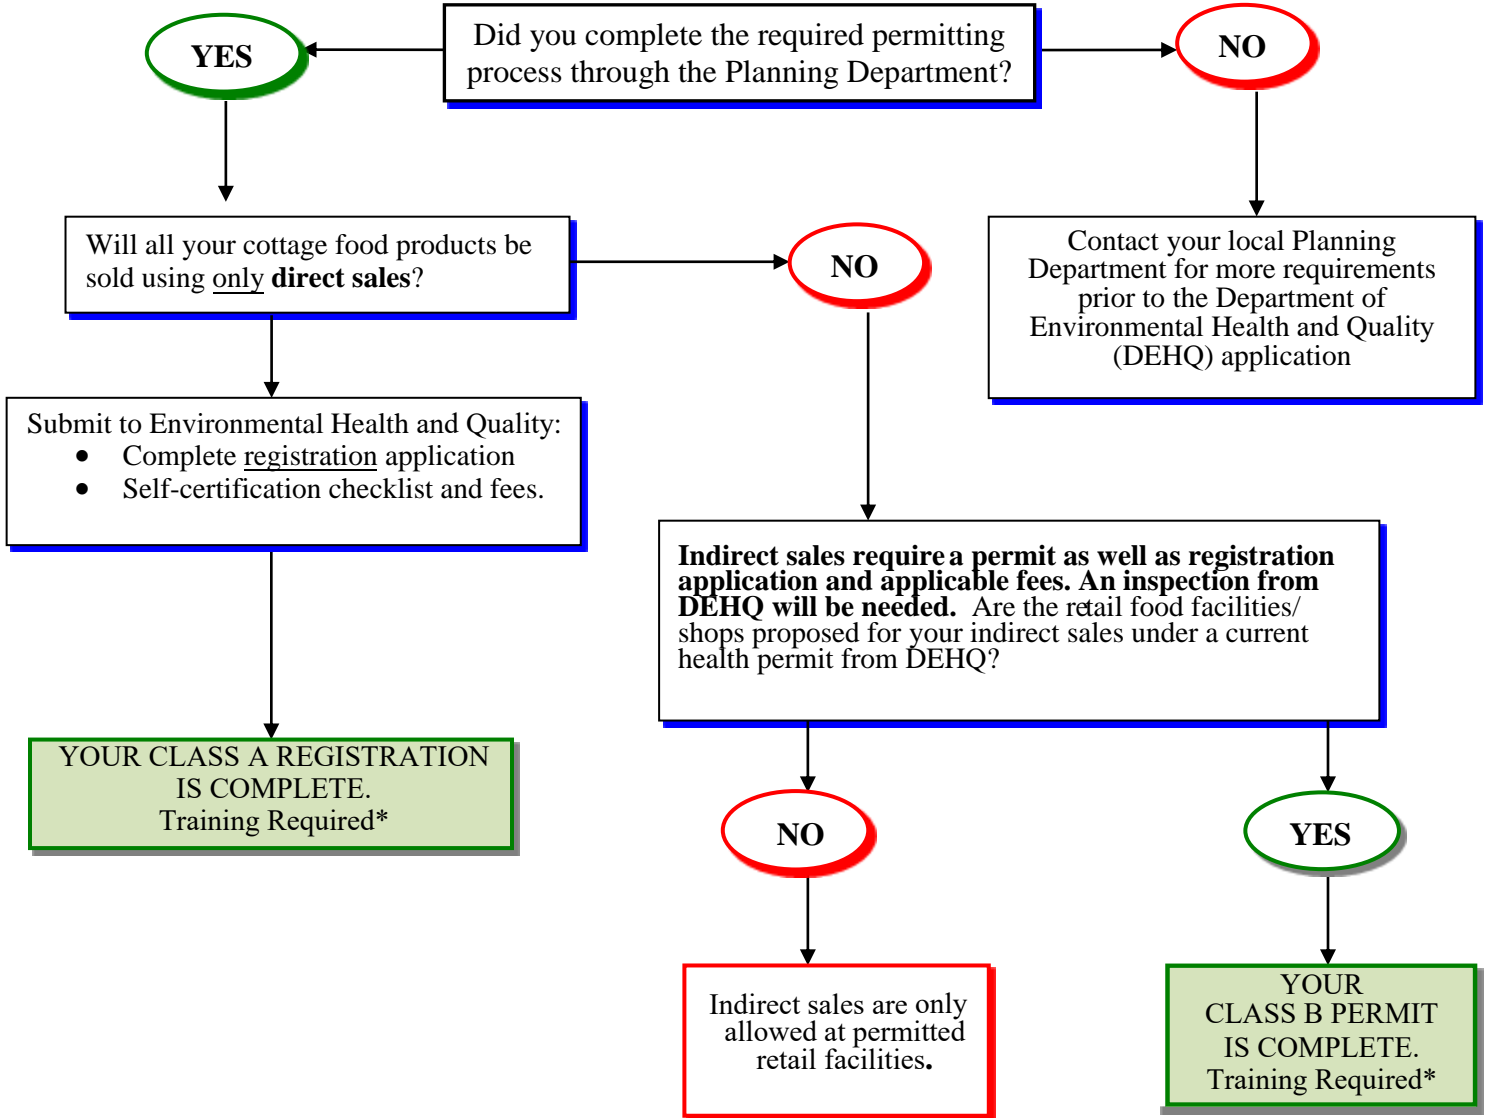 Did you complete the required permitting
process through the Planning Department?
YES
NO
Will all your cottage food products be
sold using only direct sales?
NO
Contact your local Planning
Department for more requirements
prior to the Department of
Environmental Health and Quality
(DEHQ) application
Submit to Environmental Health and Quality:
• Complete registration application
• Self-certification checklist and fees.
Indirect sales require a permit as well as registration
application and applicable fees. An inspection from
DEHQ will be needed. Are the retail food facilities/
shops proposed for your indirect sales under a current
health permit from DEHQ?
YOUR CLASS A REGISTRATION
IS COMPLETE.
Training Required*
NO
YES
Indirect sales are only
allowed at permitted
retail facilities.
YOUR
CLASS B PERMIT
IS COMPLETE.
Training Required*